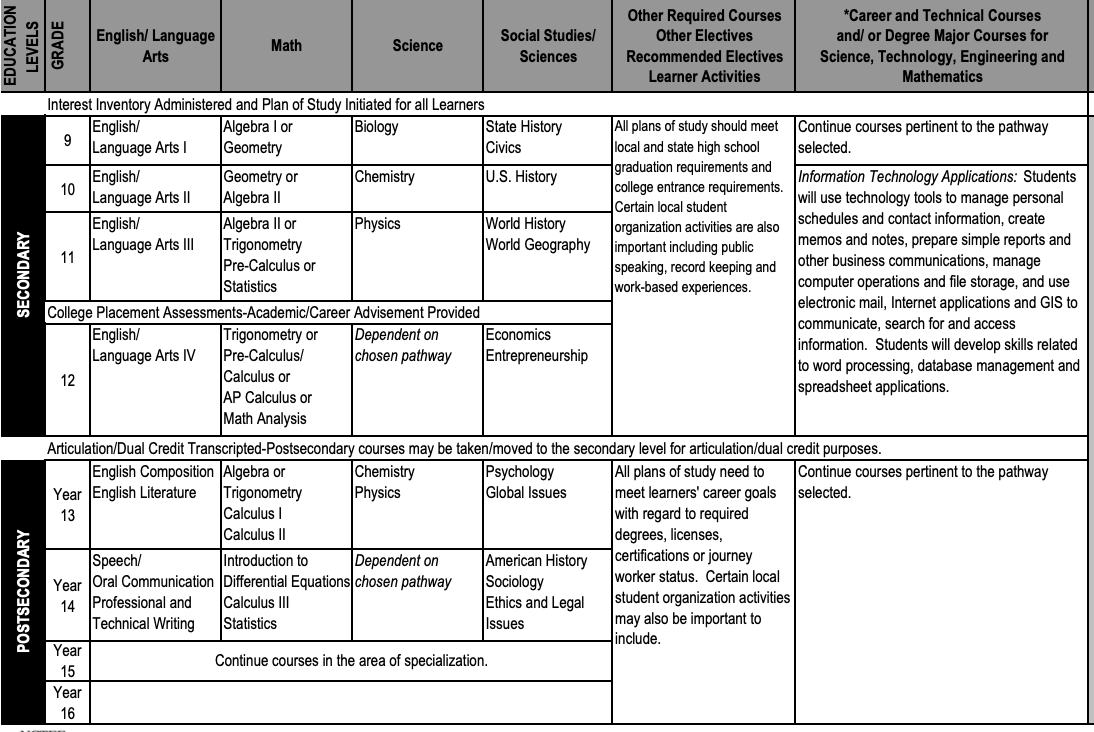 EDUCATION
LEVELS
GRADE
English/ Language
Arts
Math
Science
Social Studies/
Sciences
Other Required Courses
Other Electives
Recommended Electives
Learner Activities
*Career and Technical Courses
and/ or Degree Major Courses for
Science, Technology, Engineering and
Mathematics
Interest Inventory Administered and Plan of Study Initiated for all Learners
SECONDARY
9
English/
Language Arts I
Algebra I or
Geometry
Biology
State History
Civics
All plans of study should meet
local and state high school
graduation requirements and
college entrance requirements.
Certain local student
organization activities are also
important including public
speaking, record keeping and
work-based experiences.
Continue courses pertinent to the pathway
selected.
10
English/
Language Arts II
Geometry or
Algebra II
Chemistry
U.S. History
Information Technology Applications: Students
will use technology tools to manage personal
schedules and contact information, create
memos and notes, prepare simple reports and
other business communications, manage
computer operations and file storage, and use
electronic mail, Internet applications and GIS to
communicate, search for and access
information. Students will develop skills related
to word processing, database management and
spreadsheet applications.
11
English/
Language Arts III
Algebra II or
Trigonometry
Pre-Calculus or
Statistics
Physics
World History
World Geography
College Placement Assessments-Academic/Career Advisement Provided
12
English/
Language Arts IV
Trigonometry or
Pre-Calculus/
Calculus or
AP Calculus or
Math Analysis
Dependent on
chosen pathway
Economics
Entrepreneurship
Articulation/Dual Credit Transcripted-Postsecondary courses may be taken/moved to the secondary level for articulation/dual credit purposes.
POSTSECONDARY
Year
13
English Composition
English Literature
Algebra or
Trigonometry
Calculus I
Calculus II
Chemistry
Physics
Psychology
Global Issues
All plans of study need to
meet learners' career goals
with regard to required
degrees, licenses,
certifications or journey
worker status. Certain local
student organization activities
may also be important to
include.
Continue courses pertinent to the pathway
selected.
Year
14
Speech/
Oral Communication
Professional and
Technical Writing
Introduction to
Differential Equations
Calculus III
Statistics
Dependent on
chosen pathway
American History
Sociology
Ethics and Legal
Issues
Year
15
Continue courses in the area of specialization.
Year
16